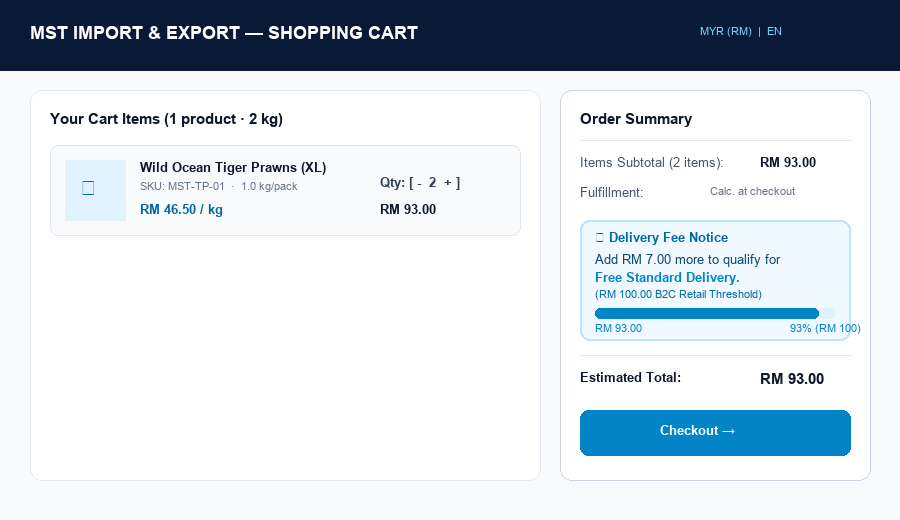 MST IMPORT & EXPORT — SHOPPING CART
MYR (RM) | EN
Your Cart Items (1 product · 2 kg)
Wild Ocean Tiger Prawns (XL)
SKU: MST-TP-01 · 1.0 kg/pack
RM 46.50 / kg
Qty: [ - 2 + ]
RM 93.00
Order Summary
Items Subtotal (2 items): RM 93.00
Fulfillment: Calc. at checkout
Delivery Fee Notice
Add RM 7.00 more to qualify for
Free Standard Delivery.
(RM 100.00 B2C Retail Threshold)
RM 93.00 93% (RM 100)
Estimated Total: RM 93.00
Checkout →